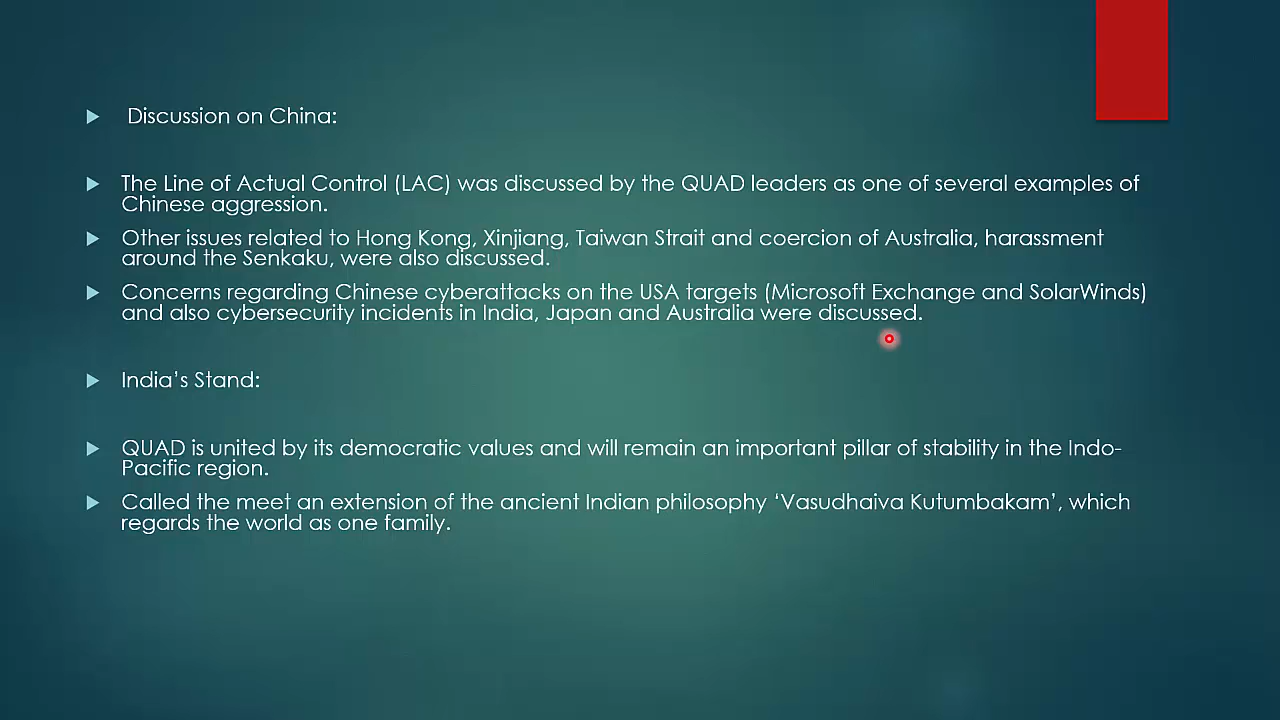 Discussion on China:
The Line of Actual Control (LAC) was discussed by the QUAD leaders as one of several examples of
Chinese aggression.
Other issues related to Hong Kong, Xinjiang, Taiwan Strait and coercion of Australia, harassment
around the Senkaku, were also discussed.
Concerns regarding Chinese cyberattacks on the USA targets (Microsoft Exchange and SolarWinds)
and also cybersecurity incidents in India, Japan and Australia were discussed.
India’s Stand:
QUAD is united by its democratic values and will remain an important pillar of stability in the Indo-
Pacific region.
Called the meet an extension of the ancient Indian philosophy ‘Vasudhaiva Kutumbakam’, which
regards the world as one family.